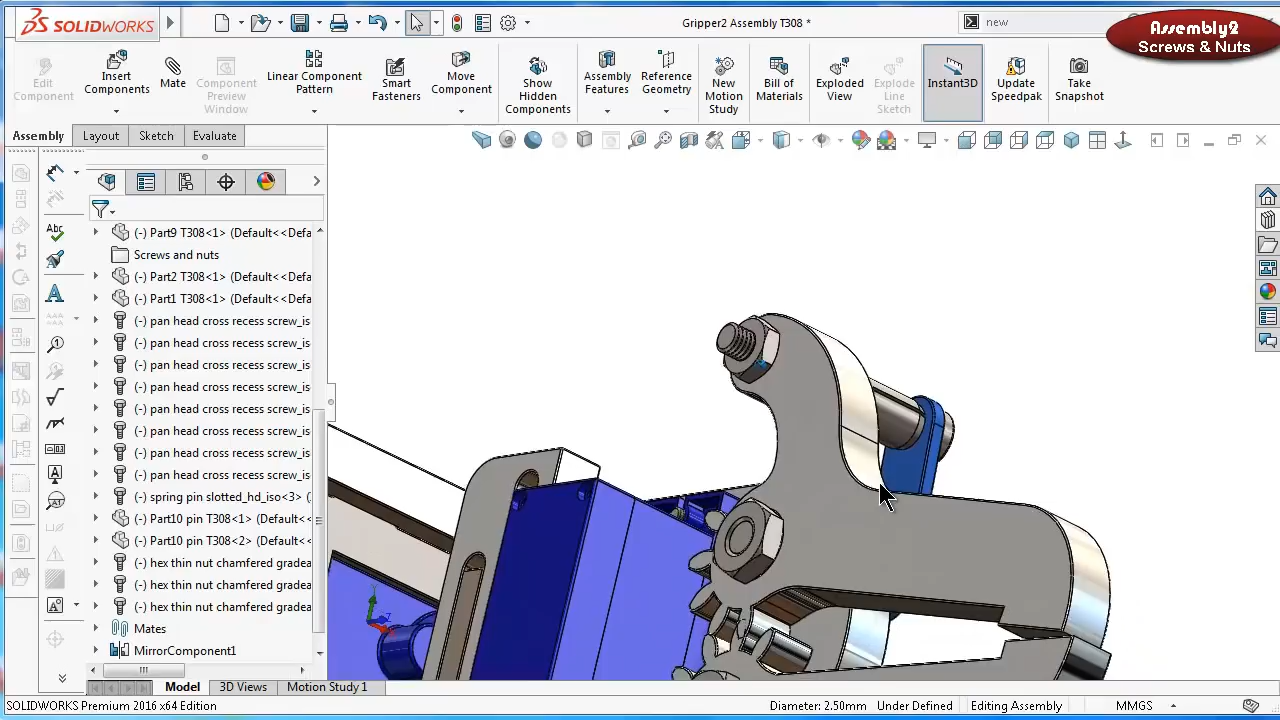 SOLIDWORKS
Gripper2 Assembly T308 *
new
Assembly2
Screws & Nuts
Edit Component
Insert Components
Mate
Component Preview Window
Linear Component Pattern
Smart Fasteners
Move Component
Show Hidden Components
Assembly Features
Reference Geometry
New Motion Study
Bill of Materials
Exploded View
Explode Line Sketch
Instant3D
Update Speedpak
Take Snapshot
Assembly Layout Sketch Evaluate
(-) Part9 T308<1> (Default<<Defa
Screws and nuts
(-) Part2 T308<1> (Default<<Defa
(-) Part1 T308<1> (Default<<Defa
(-) pan head cross recess screw_is
(-) pan head cross recess screw_is
(-) pan head cross recess screw_is
(-) pan head cross recess screw_is
(-) pan head cross recess screw_is
(-) pan head cross recess screw_is
(-) pan head cross recess screw_is
(-) pan head cross recess screw_is
(-) spring pin slotted_hd_iso<3> (
(-) Part10 pin T308<1> (Default<
(-) Part10 pin T308<2> (Default<
(-) hex thin nut chamfered gradea
(-) hex thin nut chamfered gradea
(-) hex thin nut chamfered gradea
Mates
MirrorComponent1
Model 3D Views Motion Study 1
SOLIDWORKS Premium 2016 x64 Edition
Diameter: 2.50mm Under Defined Editing Assembly MMGS